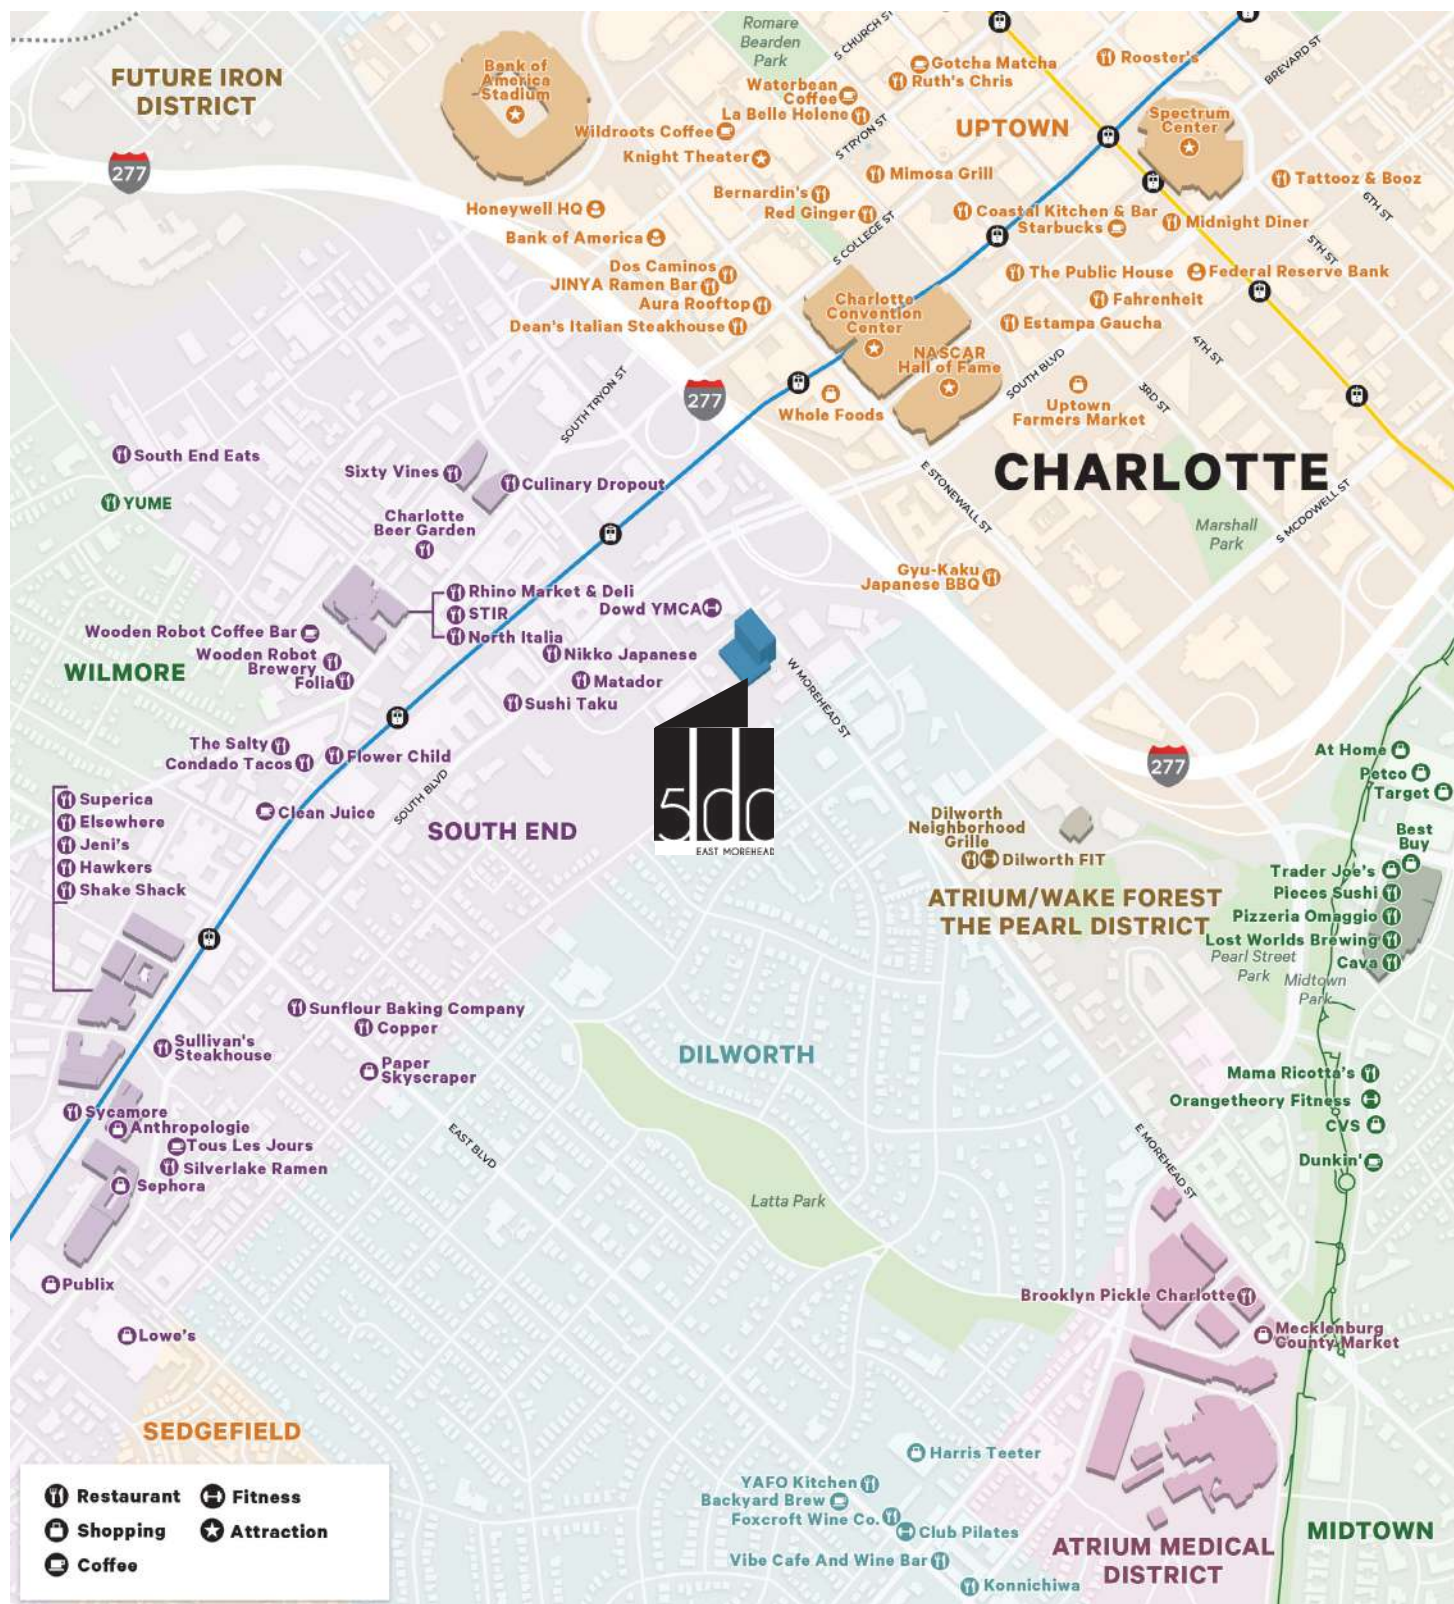 Romare
Bearden
Park
S CHURCH ST
BREVARD ST
FUTURE IRON
DISTRICT
Bank of
America
Stadium
Gotcha Matcha
Rooster's
Ruth's Chris
Waterbean
Coffee
La Belle Helene
Wildroots Coffee
S TRYON ST
UPTOWN
Spectrum
Center
Knight Theater
277
Mimosa Grill
Tattooz & Booz
Bernardin's
6TH ST
Honeywell HQ
Red Ginger
Coastal Kitchen & Bar
Starbucks
Midnight Diner
Bank of America
S COLLEGE ST
5TH ST
Dos Caminos
JINYA Ramen Bar
Aura Rooftop
Dean's Italian Steakhouse
The Public House
Federal Reserve Bank
Fahrenheit
Charlotte
Convention
Center
Estampa Gaucha
NASCAR
Hall of Fame
4TH ST
SOUTH BLVD
SOUTH TRYON ST
277
Whole Foods
Uptown
Farmers Market
3RD ST
South End Eats
Sixty Vines
Culinary Dropout
CHARLOTTE
E STONEWALL ST
S MCDOWELL ST
YUME
Charlotte
Beer Garden
Marshall
Park
Gyu-Kaku
Japanese BBQ
Rhino Market & Deli
STIR
North Italia
Dowd YMCA
Wooden Robot Coffee Bar
Wooden Robot
Brewery
Folia
WILMORE
Nikko Japanese
Matador
Sushi Taku
W MOREHEAD ST
The Salty
Condado Tacos
Flower Child
At Home
Petco
Target
277
Superica
Elsewhere
Jeni's
Hawkers
Shake Shack
Clean Juice
SOUTH BLVD
SOUTH END
500
EAST MOREHEAD
Dilworth
Neighborhood
Grille
Dilworth FIT
Best
Buy
Trader Joe's
Pieces Sushi
Pizzeria Omaggio
Lost Worlds Brewing
Cava
ATRIUM/WAKE FOREST
THE PEARL DISTRICT
Pearl Street
Park
Midtown
Park
Sunflour Baking Company
Copper
Sullivan's
Steakhouse
Paper
Skyscraper
DILWORTH
Mama Ricotta's
Orangetheory Fitness
CVS
Dunkin'
Sycamore
Anthropologie
Tous Les Jours
Silverlake Ramen
Sephora
EAST BLVD
E MOREHEAD ST
Latta Park
Publix
Lowe's
Brooklyn Pickle Charlotte
Mecklenburg
County Market
SEDGEFIELD
Harris Teeter
YAFO Kitchen
Backyard Brew
Foxcroft Wine Co.
Club Pilates
Vibe Cafe And Wine Bar
Konnichiwa
ATRIUM MEDICAL
DISTRICT
MIDTOWN
Restaurant
Fitness
Shopping
Attraction
Coffee